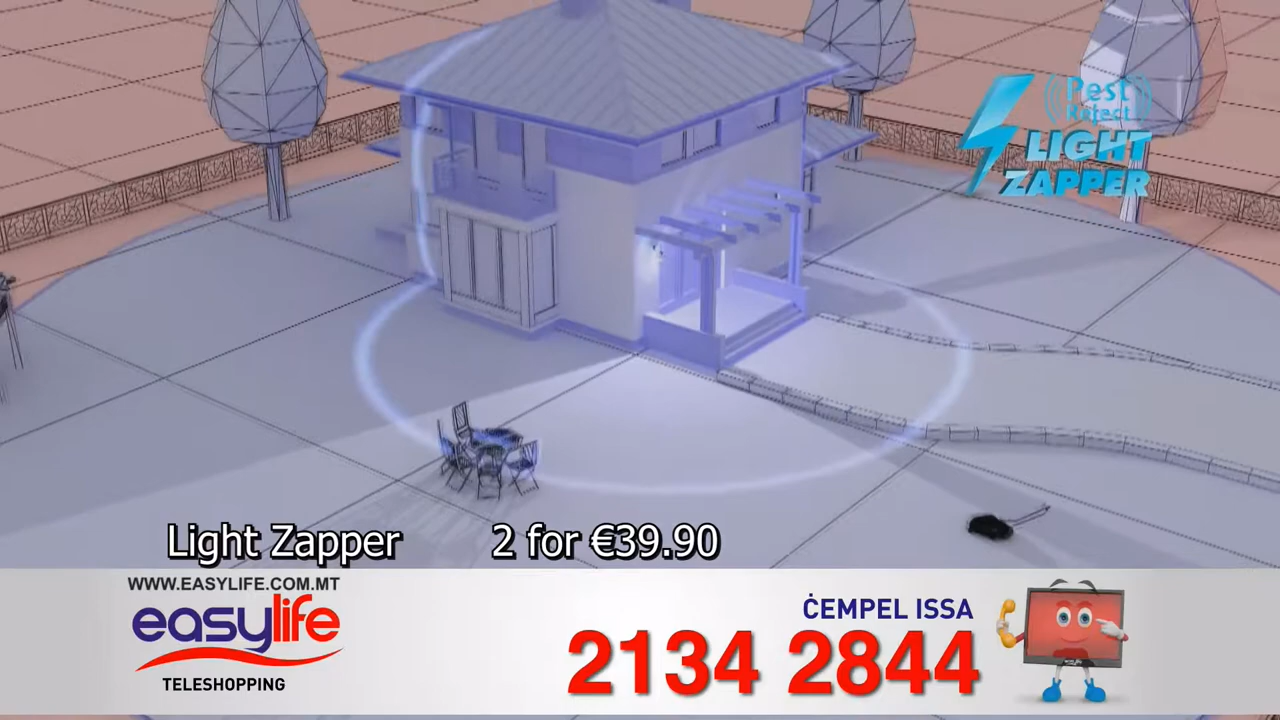 Pest
Reject
LIGHT
ZAPPER
Light Zapper 2 for €39.90
WWW.EASYLIFE.COM.MT
easylife
TELESHOPPING
ĊEMPEL ISSA
2134 2844